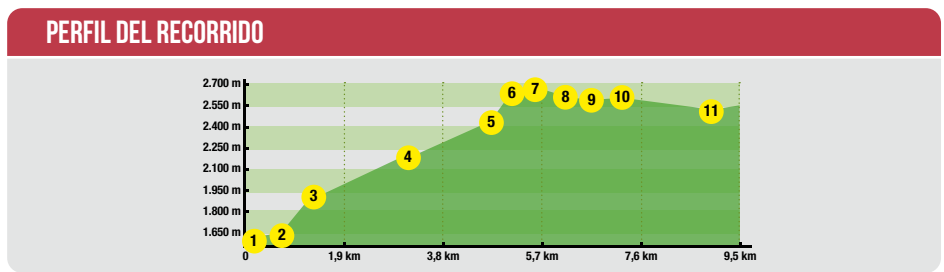 PERFIL DEL RECORRIDO
2.700 m
2.550 m
2.400 m
2.250 m
2.100 m
1.950 m
1.800 m
1.650 m
1 2 3 4 5 6 7 8 9 10 11
0 1,9 km 3,8 km 5,7 km 7,6 km 9,5 km